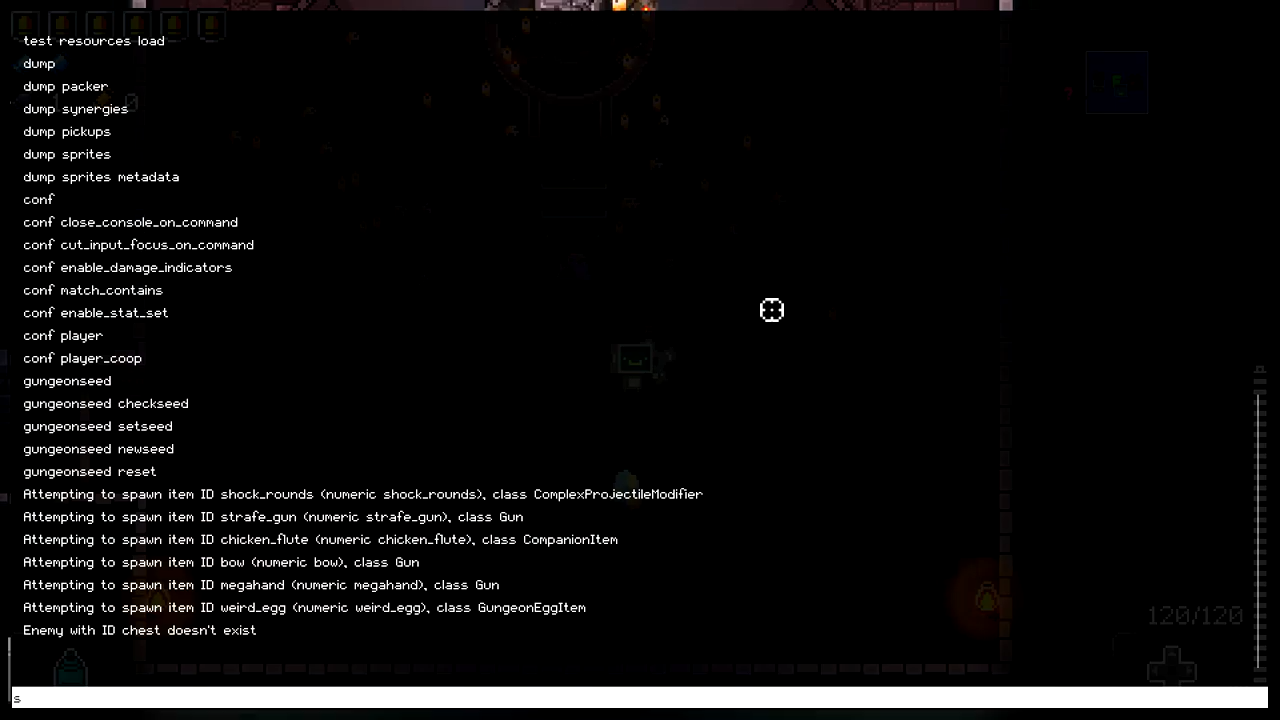 test resources load
dump
dump packer
0
dump synergies
dump pickups
dump sprites
dump sprites metadata
conf
conf close_console_on_command
conf cut_input_focus_on_command
conf enable_damage_indicators
conf match_contains
conf enable_stat_set
conf player
conf player_coop
gungeonseed
gungeonseed checkseed
gungeonseed setseed
gungeonseed newseed
gungeonseed reset
Attempting to spawn item ID shock_rounds (numeric shock_rounds), class ComplexProjectileModifier
Attempting to spawn item ID strafe_gun (numeric strafe_gun), class Gun
Attempting to spawn item ID chicken_flute (numeric chicken_flute), class CompanionItem
Attempting to spawn item ID bow (numeric bow), class Gun
Attempting to spawn item ID megahand (numeric megahand), class Gun
Attempting to spawn item ID weird_egg (numeric weird_egg), class GungeonEggItem
120/120
Enemy with ID chest doesn't exist
s